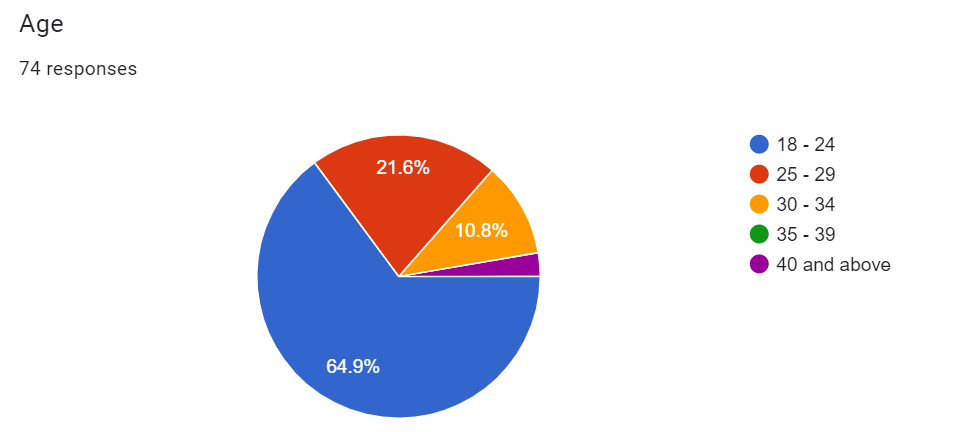 Age
74 responses
21.6%
10.8%
64.9%
18 - 24
25 - 29
30 - 34
35 - 39
40 and above